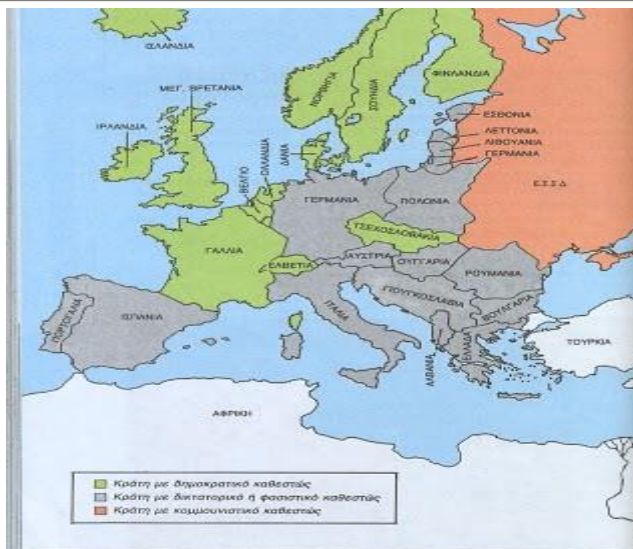 ΙΣΛΑΝΔΙΑ
ΜΕΓ. ΒΡΕΤΑΝΙΑ
ΙΡΛΑΝΔΙΑ
ΝΟΡΒΗΓΙΑ
ΣΟΥΗΔΙΑ
ΦΙΝΛΑΝΔΙΑ
ΕΣΘΟΝΙΑ
ΛΕΤΤΟΝΙΑ
ΛΙΘΟΥΑΝΙΑ
ΓΕΡΜΑΝΙΑ
Ε.Σ.Σ.Δ.
ΔΑΝΙΑ
ΟΛΛΑΝΔΙΑ
ΒΕΛΓΙΟ
ΓΕΡΜΑΝΙΑ
ΠΟΛΩΝΙΑ
ΤΣΕΧΟΣΛΟΒΑΚΙΑ
ΓΑΛΛΙΑ
ΕΛΒΕΤΙΑ
ΑΥΣΤΡΙΑ
ΟΥΓΓΑΡΙΑ
ΡΟΥΜΑΝΙΑ
ΓΙΟΥΓΚΟΣΛΑΒΙΑ
ΒΟΥΛΓΑΡΙΑ
ΙΤΑΛΙΑ
ΙΣΠΑΝΙΑ
ΠΟΡΤΟΓΑΛΙΑ
ΑΛΒΑΝΙΑ
ΕΛΛΑΔΑ
ΤΟΥΡΚΙΑ
ΑΦΡΙΚΗ
Κράτη με δημοκρατικό καθεστώς
Κράτη με δικτατορικό ή φασιστικό καθεστώς
Κράτη με κομμουνιστικό καθεστώς